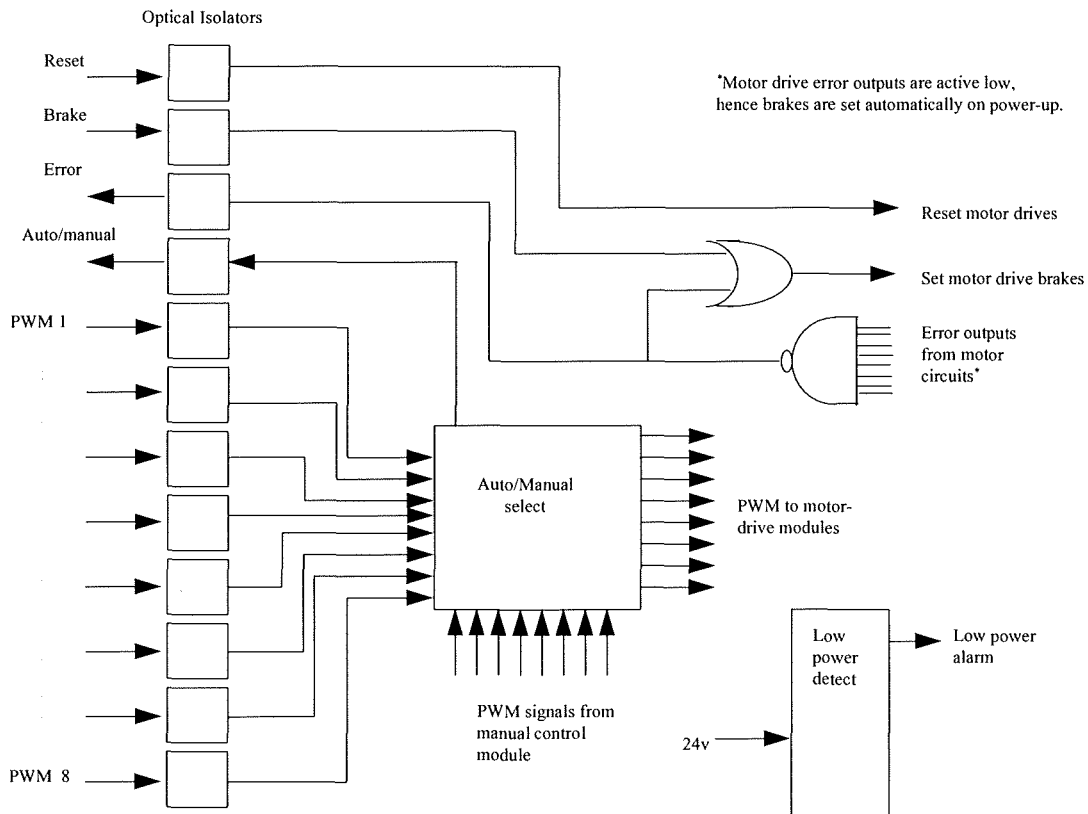 Optical Isolators
Reset
*Motor drive error outputs are active low,
hence brakes are set automatically on power-up.
Brake
Error
Reset motor drives
Auto/manual
Set motor drive brakes
PWM 1
Error outputs
from motor
circuits*
Auto/Manual
select
PWM to motor-
drive modules
Low
power
detect
Low power
alarm
PWM signals from
manual control
module
24v
PWM 8